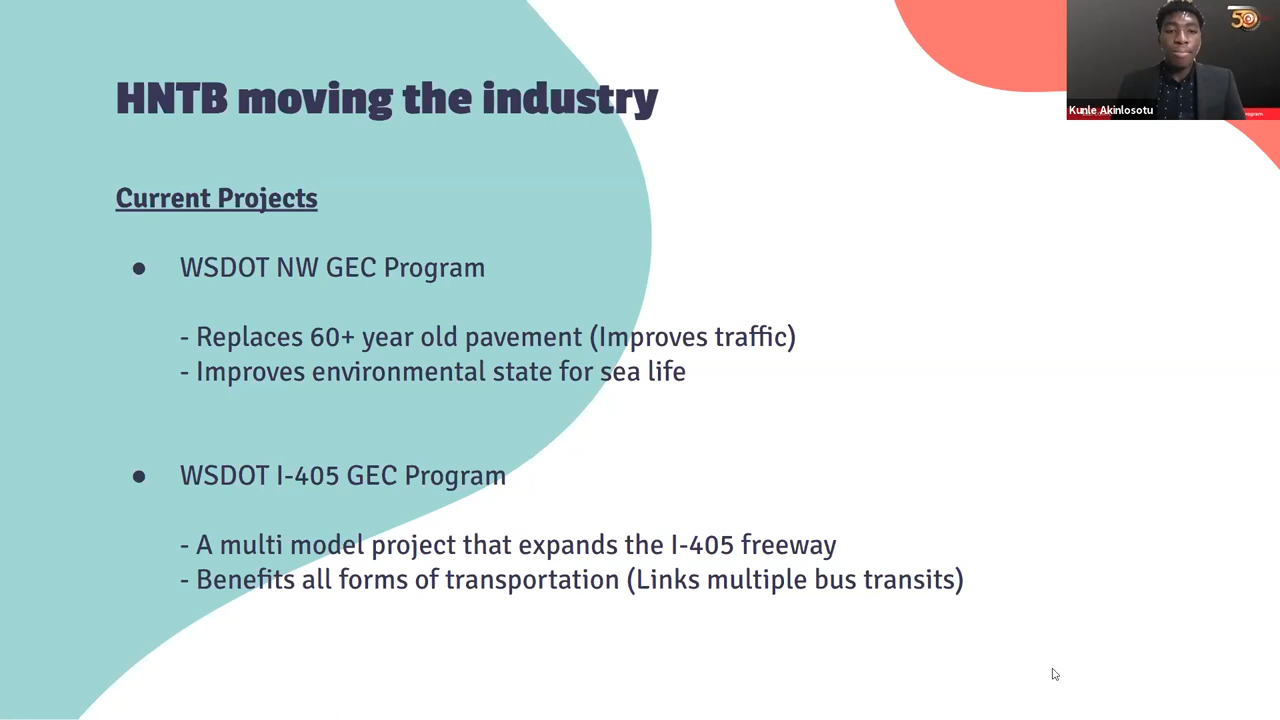 HNTB moving the industry
50
Kunle Akinlosotu
rogram
Current Projects
● WSDOT NW GEC Program
- Replaces 60+ year old pavement (Improves traffic)
- Improves environmental state for sea life
● WSDOT I-405 GEC Program
- A multi model project that expands the I-405 freeway
- Benefits all forms of transportation (Links multiple bus transits)